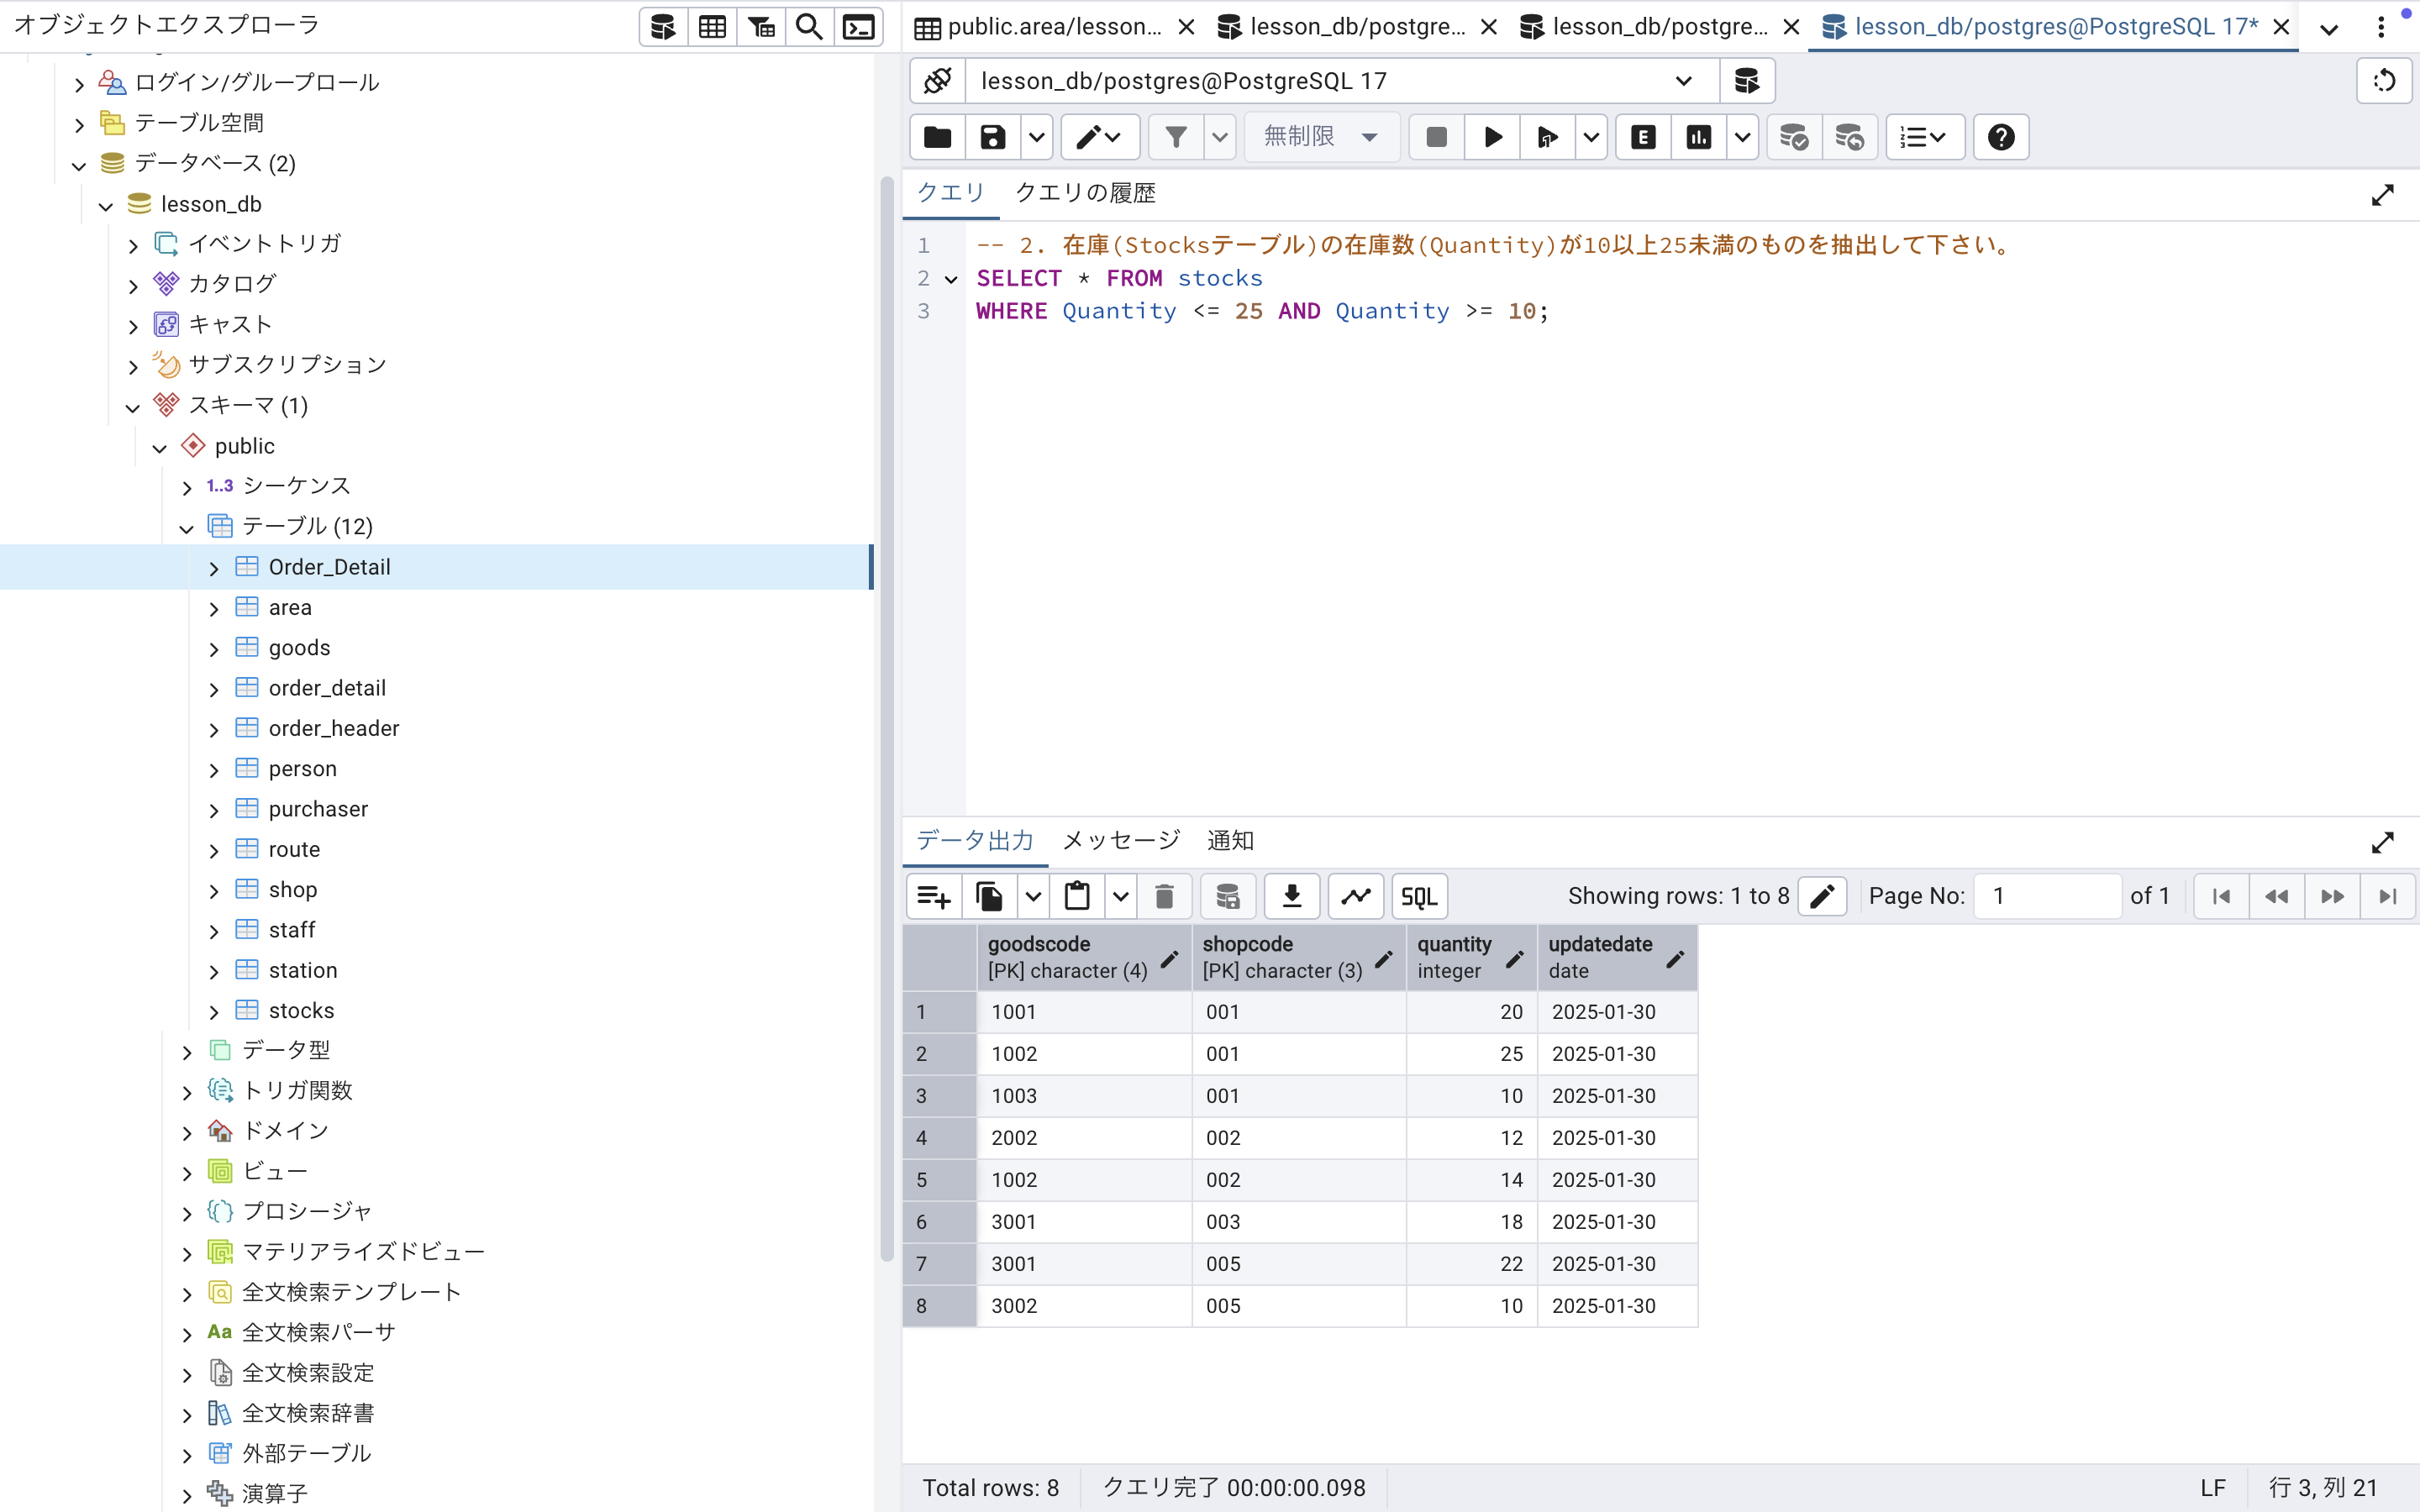 オブジェクトエクスプローラ
ログイン/グループロール
テーブル空間
データベース (2)
lesson_db
イベントトリガ
カタログ
キャスト
サブスクリプション
スキーマ (1)
public
1..3 シーケンス
テーブル (12)
Order_Detail
area
goods
order_detail
order_header
person
purchaser
route
shop
staff
station
stocks
データ型
トリガ関数
ドメイン
ビュー
プロシージャ
マテリアライズドビュー
全文検索テンプレート
Aa 全文検索パーサ
全文検索設定
全文検索辞書
外部テーブル
演算子
public.area/lesson...
lesson_db/postgre...
lesson_db/postgre...
lesson_db/postgres@PostgreSQL 17*
lesson_db/postgres@PostgreSQL 17
無制限
E
クエリ クエリの履歴
1 -- 2. 在庫(Stocksテーブル)の在庫数(Quantity)が10以上25未満のものを抽出して下さい。
2 SELECT * FROM stocks
3 WHERE Quantity <= 25 AND Quantity >= 10;
データ出力 メッセージ 通知
SQL Showing rows: 1 to 8 Page No: 1 of 1
goodscode shopcode quantity updatedate
[PK] character (4) [PK] character (3) integer date
1 1001 001 20 2025-01-30
2 1002 001 25 2025-01-30
3 1003 001 10 2025-01-30
4 2002 002 12 2025-01-30
5 1002 002 14 2025-01-30
6 3001 003 18 2025-01-30
7 3001 005 22 2025-01-30
8 3002 005 10 2025-01-30
Total rows: 8 クエリ完了 00:00:00.098 LF 行 3, 列 21